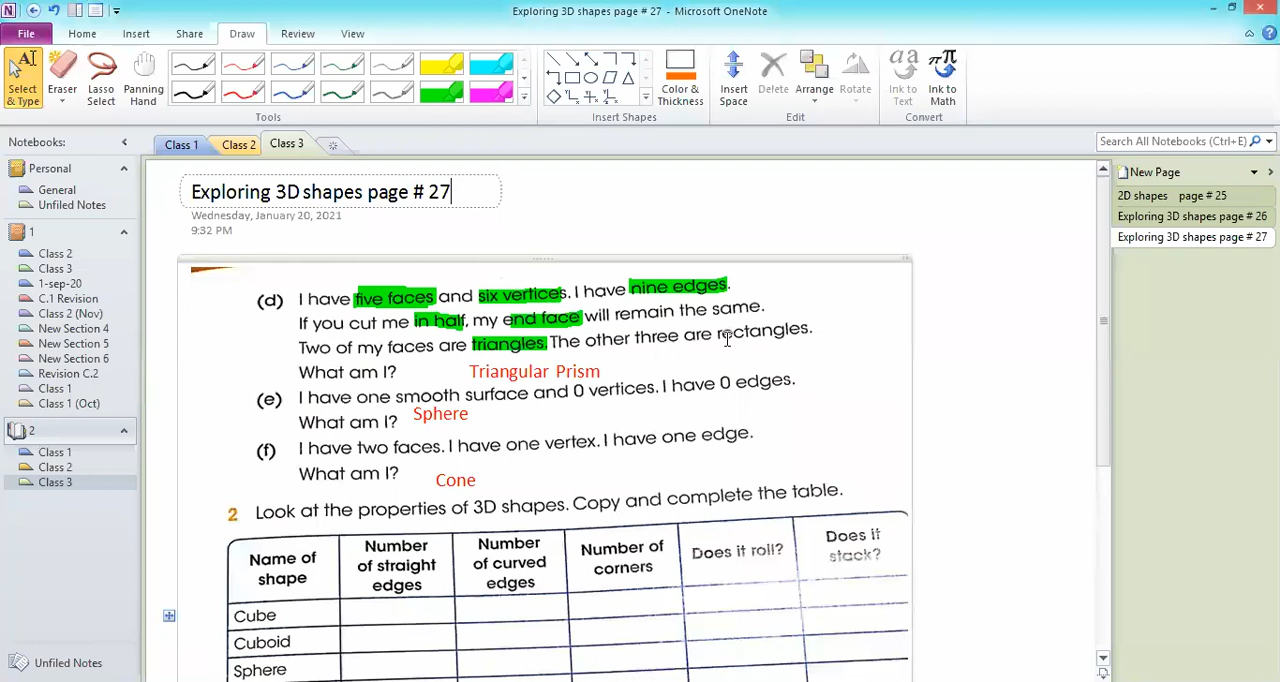 Exploring 3D shapes page # 27 - Microsoft OneNote
File Home Insert Share Draw Review View
Select & Type
Eraser
Lasso Select
Panning Hand
Color & Thickness
Insert Space
Delete
Arrange
Rotate
Ink to Text
Ink to Math
Tools Insert Shapes Edit Convert
Notebooks:
Class 1 Class 2 Class 3
Search All Notebooks (Ctrl+E)
Personal
General
Unfiled Notes
1
Class 2
Class 3
1-sep-20
C.1 Revision
Class 2 (Nov)
New Section 4
New Section 3
New Section 5
Revision C.2
Class 1
Class 1 (Oct)
2
Class 1
Class 2
Class 3
Unfiled Notes
Exploring 3D shapes page # 27
Wednesday, January 20, 2021
9:32 PM
(d) I have five faces and six vertices. I have nine edges.
If you cut me in half, my end face will remain the same.
Two of my faces are triangles. The other three are rectangles.
What am I? Triangular Prism
(e) I have one smooth surface and 0 vertices. I have 0 edges.
What am I? Sphere
(f) I have two faces. I have one vertex. I have one edge.
What am I? Cone
2 Look at the properties of 3D shapes. Copy and complete the table.
Name of shape
Number of straight edges
Number of curved edges
Number of corners
Does it roll?
Does it stack?
Cube
Cuboid
Sphere
New Page
2D shapes page # 25
Exploring 3D shapes page # 26
Exploring 3D shapes page # 27